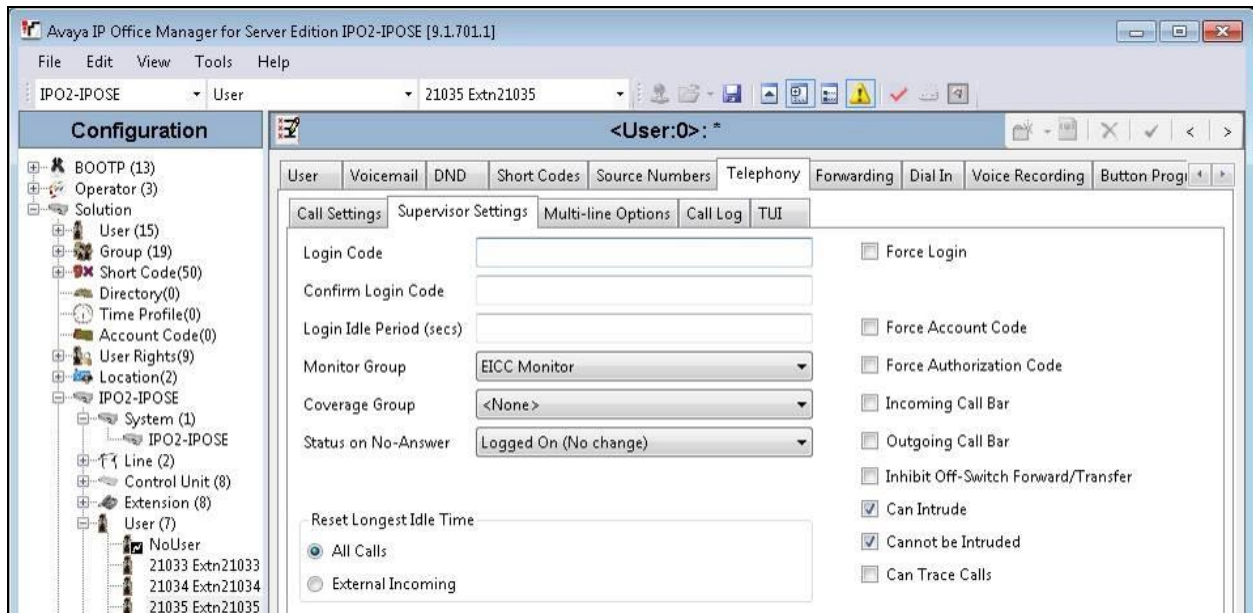 Avaya IP Office Manager for Server Edition IPO2-IPOSE [9.1.701.1]
File Edit View Tools Help
IPO2-IPOSE User 21035 Extn21035
Configuration
<User:0>: *
BOOTP (13)
Operator (3)
Solution
User (15)
Group (19)
Short Code(50)
Directory(0)
Time Profile(0)
Account Code(0)
User Rights(9)
Location(2)
IPO2-IPOSE
System (1)
IPO2-IPOSE
Line (2)
Control Unit (8)
Extension (8)
User (7)
NoUser
21033 Extn21033
21034 Extn21034
21035 Extn21035
User Voicemail DND Short Codes Source Numbers Telephony Forwarding Dial In Voice Recording Button Progr
Call Settings Supervisor Settings Multi-line Options Call Log TUI
Login Code
Confirm Login Code
Login Idle Period (secs)
Monitor Group EICC Monitor
Coverage Group <None>
Status on No-Answer Logged On (No change)
Reset Longest Idle Time
All Calls
External Incoming
Force Login
Force Account Code
Force Authorization Code
Incoming Call Bar
Outgoing Call Bar
Inhibit Off-Switch Forward/Transfer
Can Intrude
Cannot be Intruded
Can Trace Calls